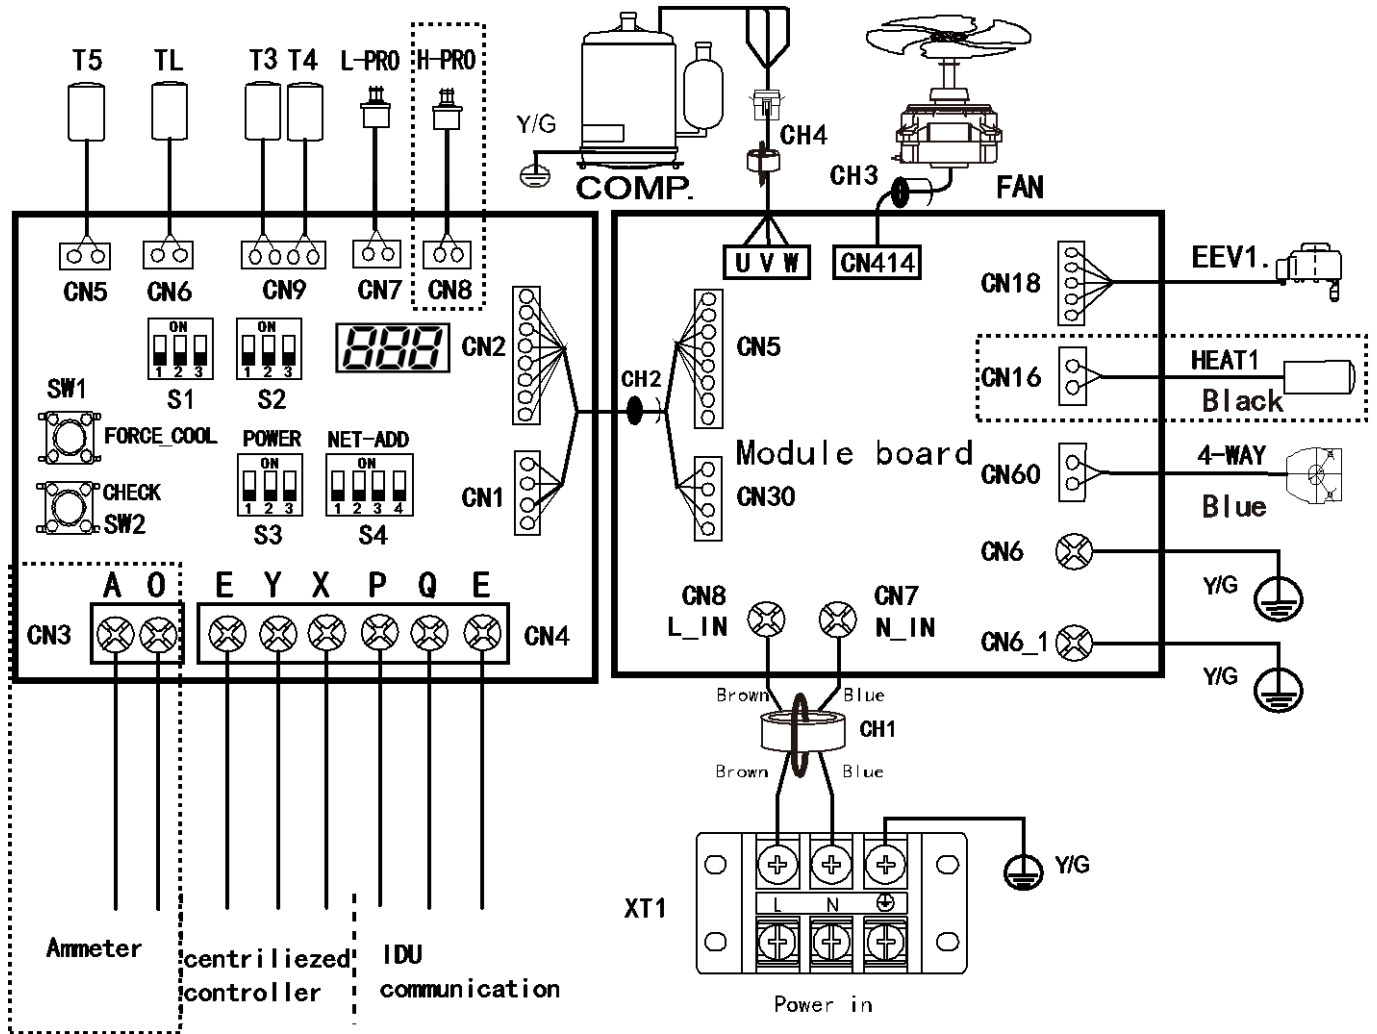 T5 TL T3 T4 L-PRO H-PRO
Y/G
CH4
COMP.
CH3
FAN
U V W
CN414
CN5 CN6 CN9 CN7 CN8
CN18
EEV1.
ON
1 2 3
S1
ON
1 2 3
S2
888
CN2
CH2
CN5
CN16
HEAT1
Black
SW1
FORCE_COOL
POWER
ON
1 2 3
S3
NET-ADD
ON
1 2 3 4
S4
CHECK
SW2
CN1
Module board
CN30
CN60
4-WAY
Blue
CN6
Y/G
A O E Y X P Q E
CN3
CN4
CN8
L_IN
CN7
N_IN
CN6_1
Y/G
Brown Blue
CH1
Brown Blue
Y/G
XT1
L N
Power in
Ammeter
centriliezed
controller
IDU
communication